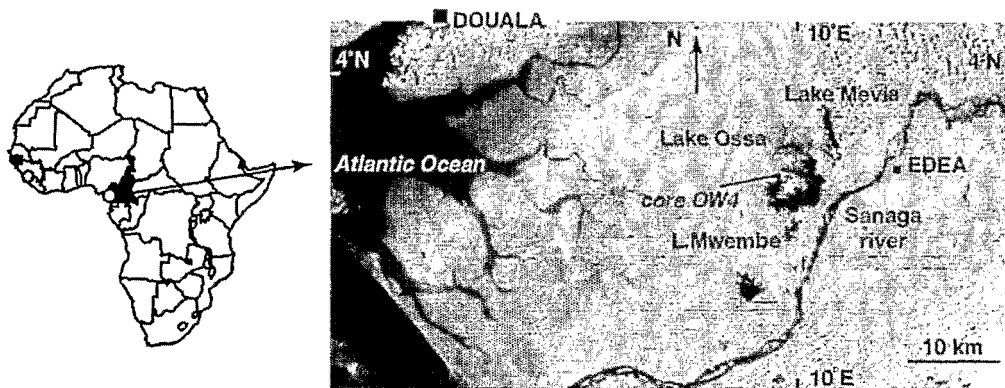 DOUALA
10°E
N
4°N
4°N
Lake Mevia
Lake Ossa
Atlantic Ocean
EDEA
core OW4
Sanaga
river
L.Mwembe
10 km
10°E